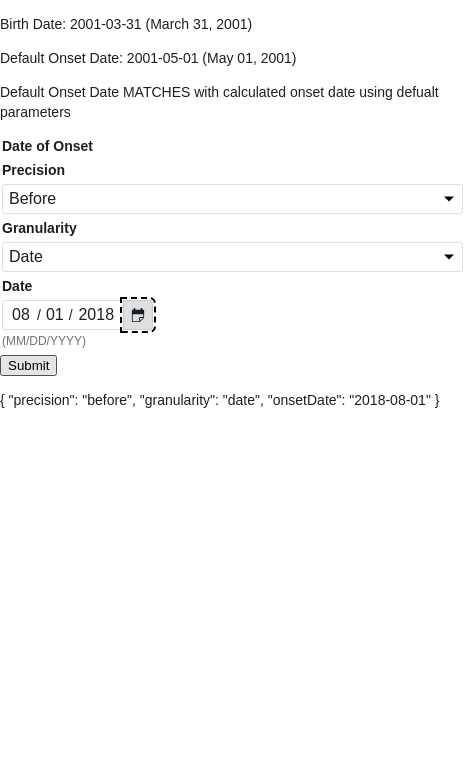 Birth Date: 2001-03-31 (March 31, 2001)
Default Onset Date: 2001-05-01 (May 01, 2001)
Default Onset Date MATCHES with calculated onset date using defualt
parameters
Date of Onset
Precision
Before
Granularity
Date
Date
08 / 01 / 2018
(MM/DD/YYYY)
Submit
{ "precision": "before", "granularity": "date", "onsetDate": "2018-08-01" }